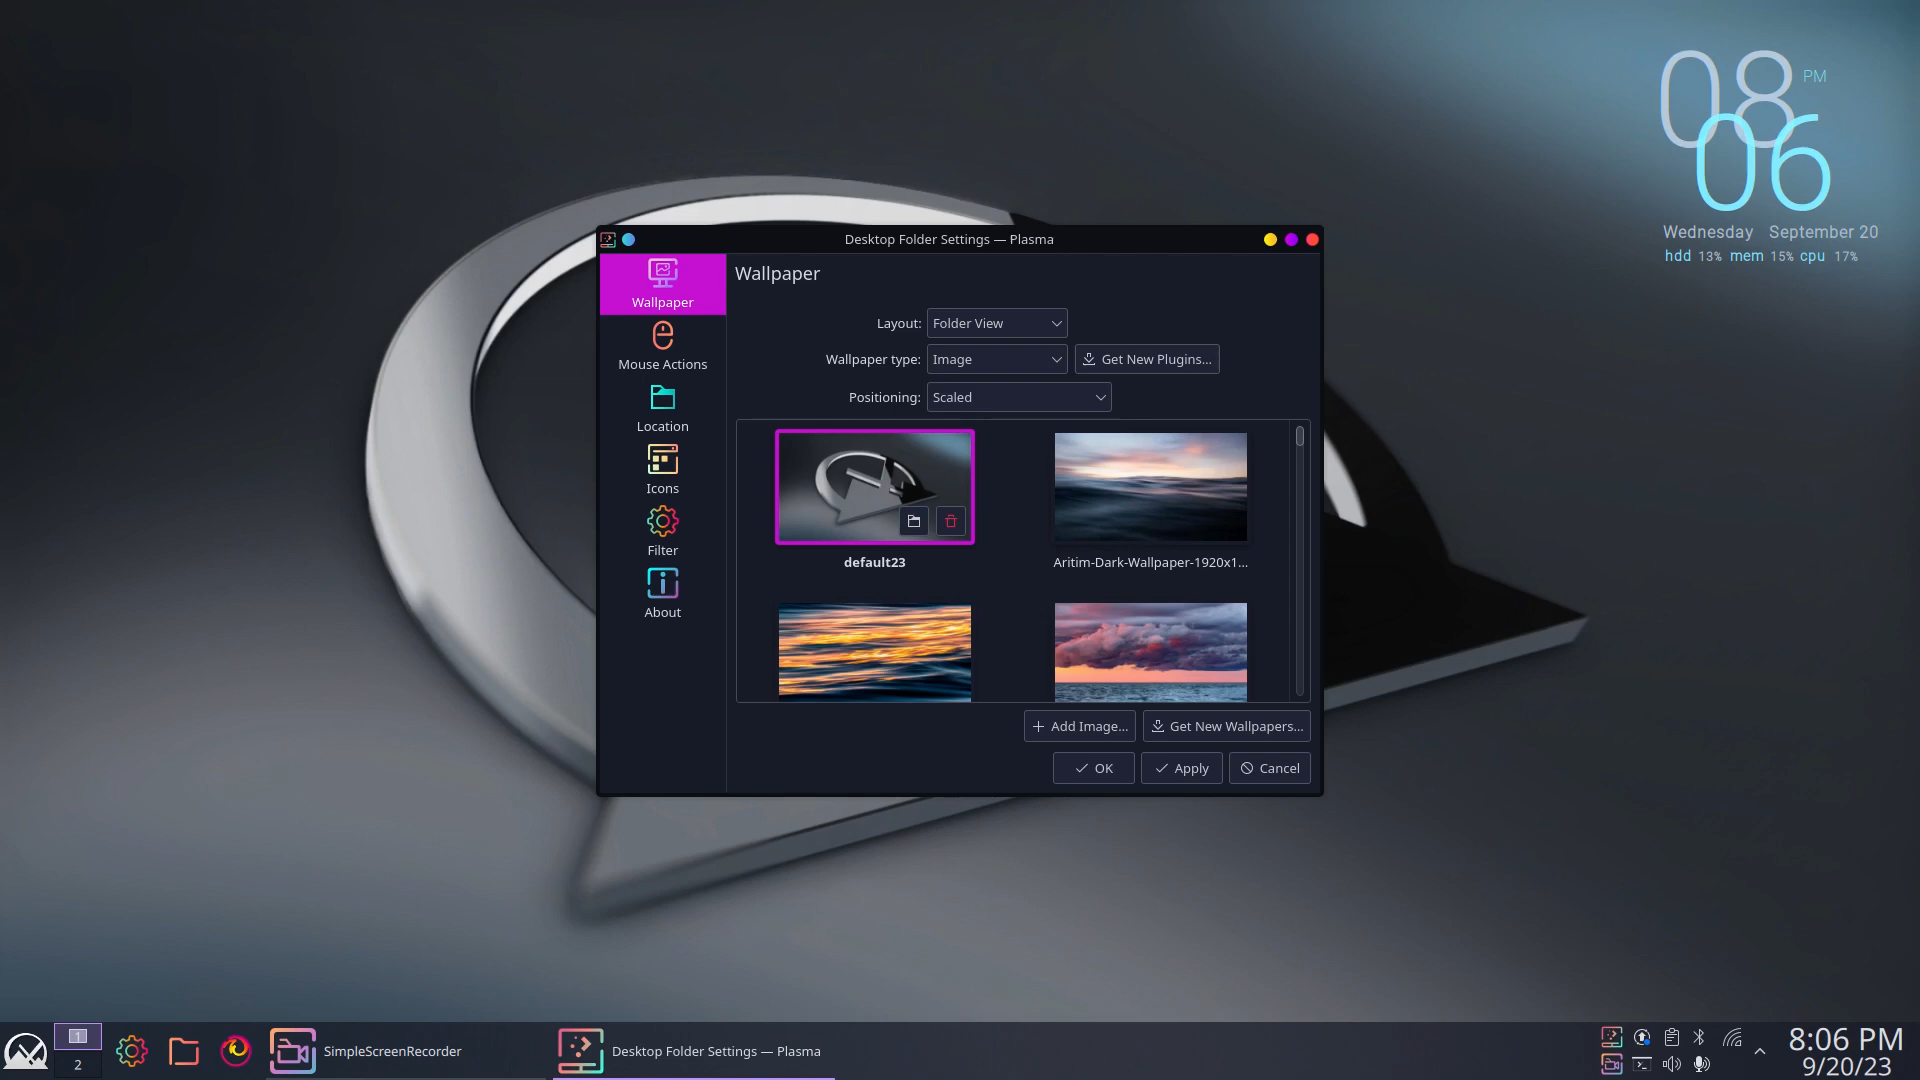 08 PM
06
Wednesday September 20
hdd 13% mem 15% cpu 17%
Desktop Folder Settings — Plasma
Wallpaper
Mouse Actions
Location
Icons
Filter
About
Wallpaper
Layout: Folder View
Wallpaper type: Image Get New Plugins...
Positioning: Scaled
default23 Aritim-Dark-Wallpaper-1920x1...
Add Image... Get New Wallpapers...
OK Apply Cancel
1
2
SimpleScreenRecorder
Desktop Folder Settings — Plasma
8:06 PM
9/20/23